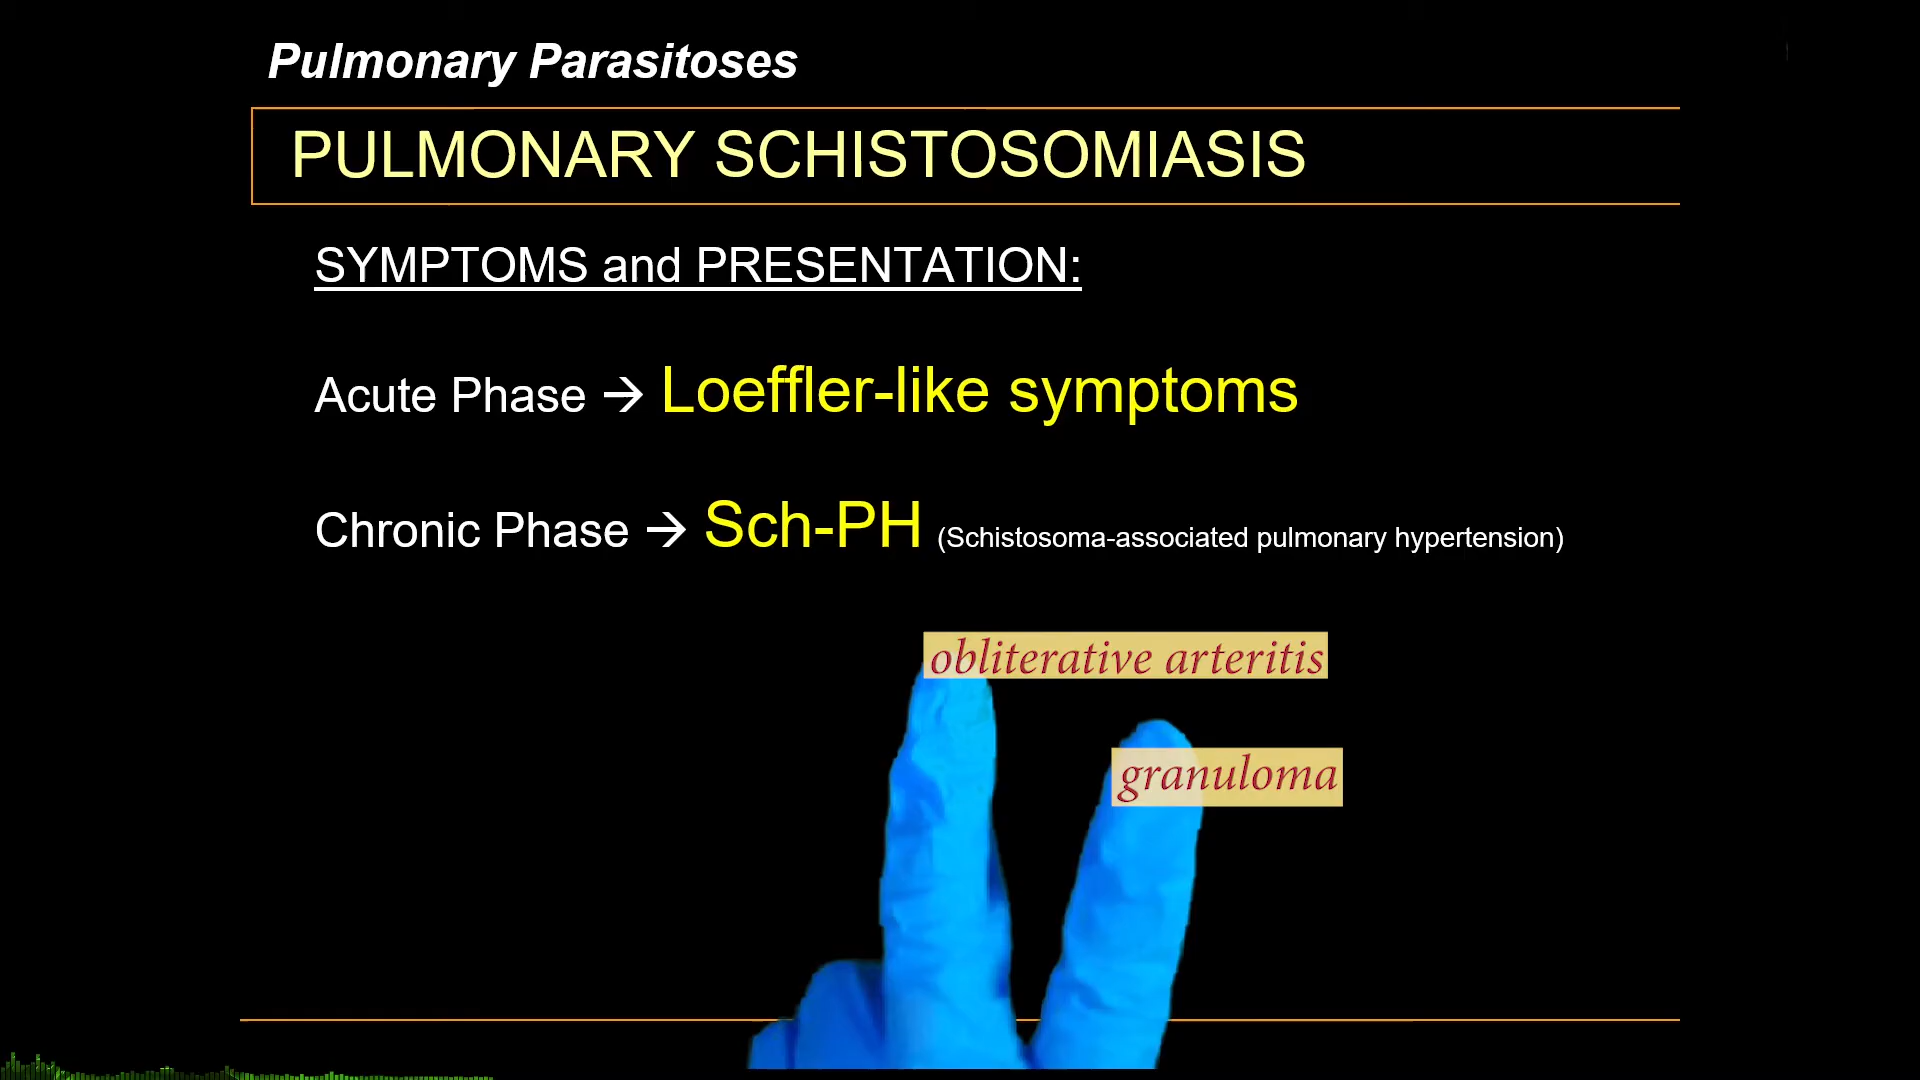 Pulmonary Parasitoses
PULMONARY SCHISTOSOMIASIS
SYMPTOMS and PRESENTATION:
Acute Phase → Loeffler-like symptoms
Chronic Phase → Sch-PH (Schistosoma-associated pulmonary hypertension)
obliterative arteritis
granuloma